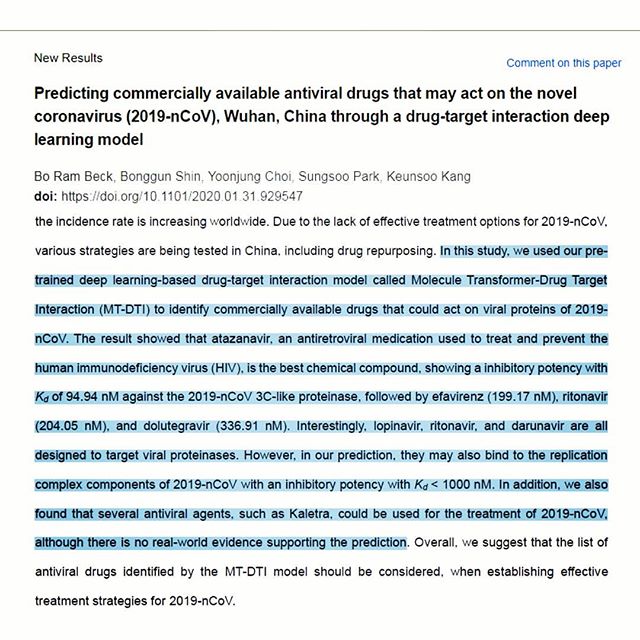 New Results
Comment on this paper
Predicting commercially available antiviral drugs that may act on the novel
coronavirus (2019-nCoV), Wuhan, China through a drug-target interaction deep
learning model
Bo Ram Beck, Bonggun Shin, Yoonjung Choi, Sungsoo Park, Keunsoo Kang
doi: https://doi.org/10.1101/2020.01.31.929547
the incidence rate is increasing worldwide. Due to the lack of effective treatment options for 2019-nCoV,
various strategies are being tested in China, including drug repurposing. In this study, we used our pre-
trained deep learning-based drug-target interaction model called Molecule Transformer-Drug Target
Interaction (MT-DTI) to identify commercially available drugs that could act on viral proteins of 2019-
nCoV. The result showed that atazanavir, an antiretroviral medication used to treat and prevent the
human immunodeficiency virus (HIV), is the best chemical compound, showing a inhibitory potency with
Kd of 94.94 nM against the 2019-nCoV 3C-like proteinase, followed by efavirenz (199.17 nM), ritonavir
(204.05 nM), and dolutegravir (336.91 nM). Interestingly, lopinavir, ritonavir, and darunavir are all
designed to target viral proteinases. However, in our prediction, they may also bind to the replication
complex components of 2019-nCoV with an inhibitory potency with Kd < 1000 nM. In addition, we also
found that several antiviral agents, such as Kaletra, could be used for the treatment of 2019-nCoV,
although there is no real-world evidence supporting the prediction. Overall, we suggest that the list of
antiviral drugs identified by the MT-DTI model should be considered, when establishing effective
treatment strategies for 2019-nCoV.